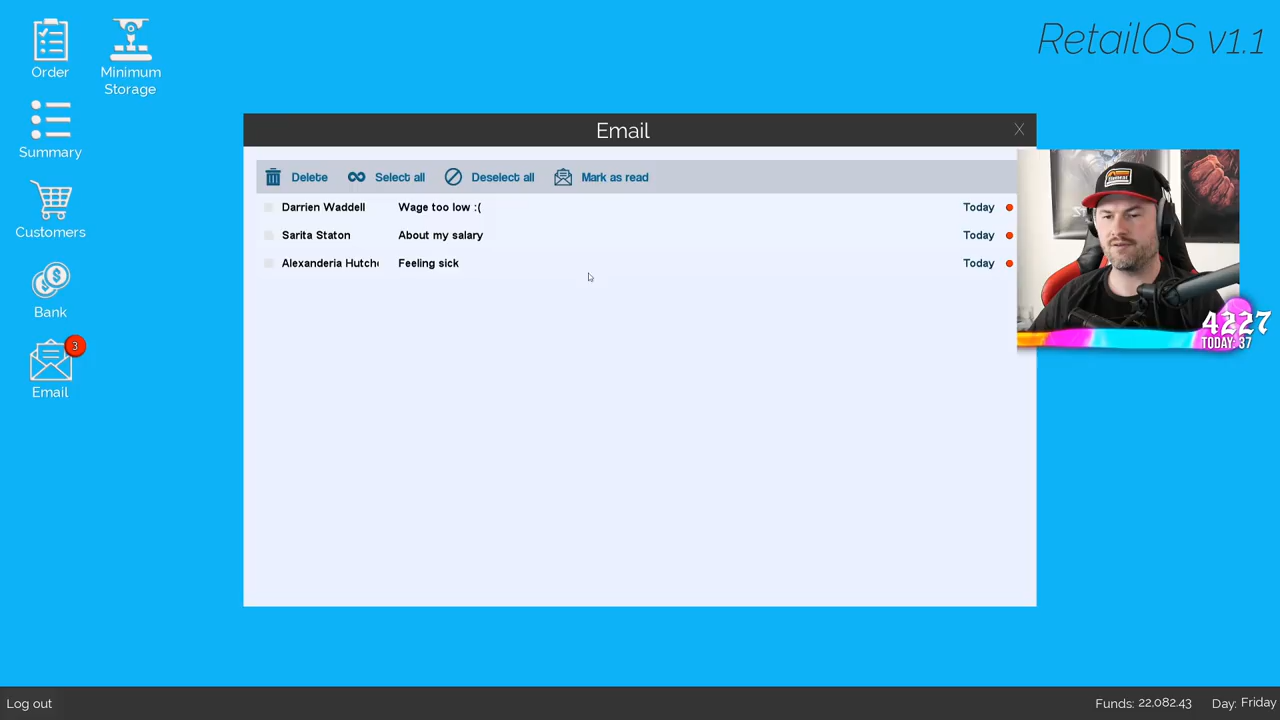 RetailOS v1.1
Order
Minimum
Storage
Summary
Customers
Bank
3
Email
Email
X
Delete
Select all
Deselect all
Mark as read
Darrien Waddell
Wage too low :(
Today
Sarita Staton
About my salary
Today
Alexanderia Hutch
Feeling sick
Today
4227
TODAY: 37
Log out
Funds: 22,082.43
Day: Friday